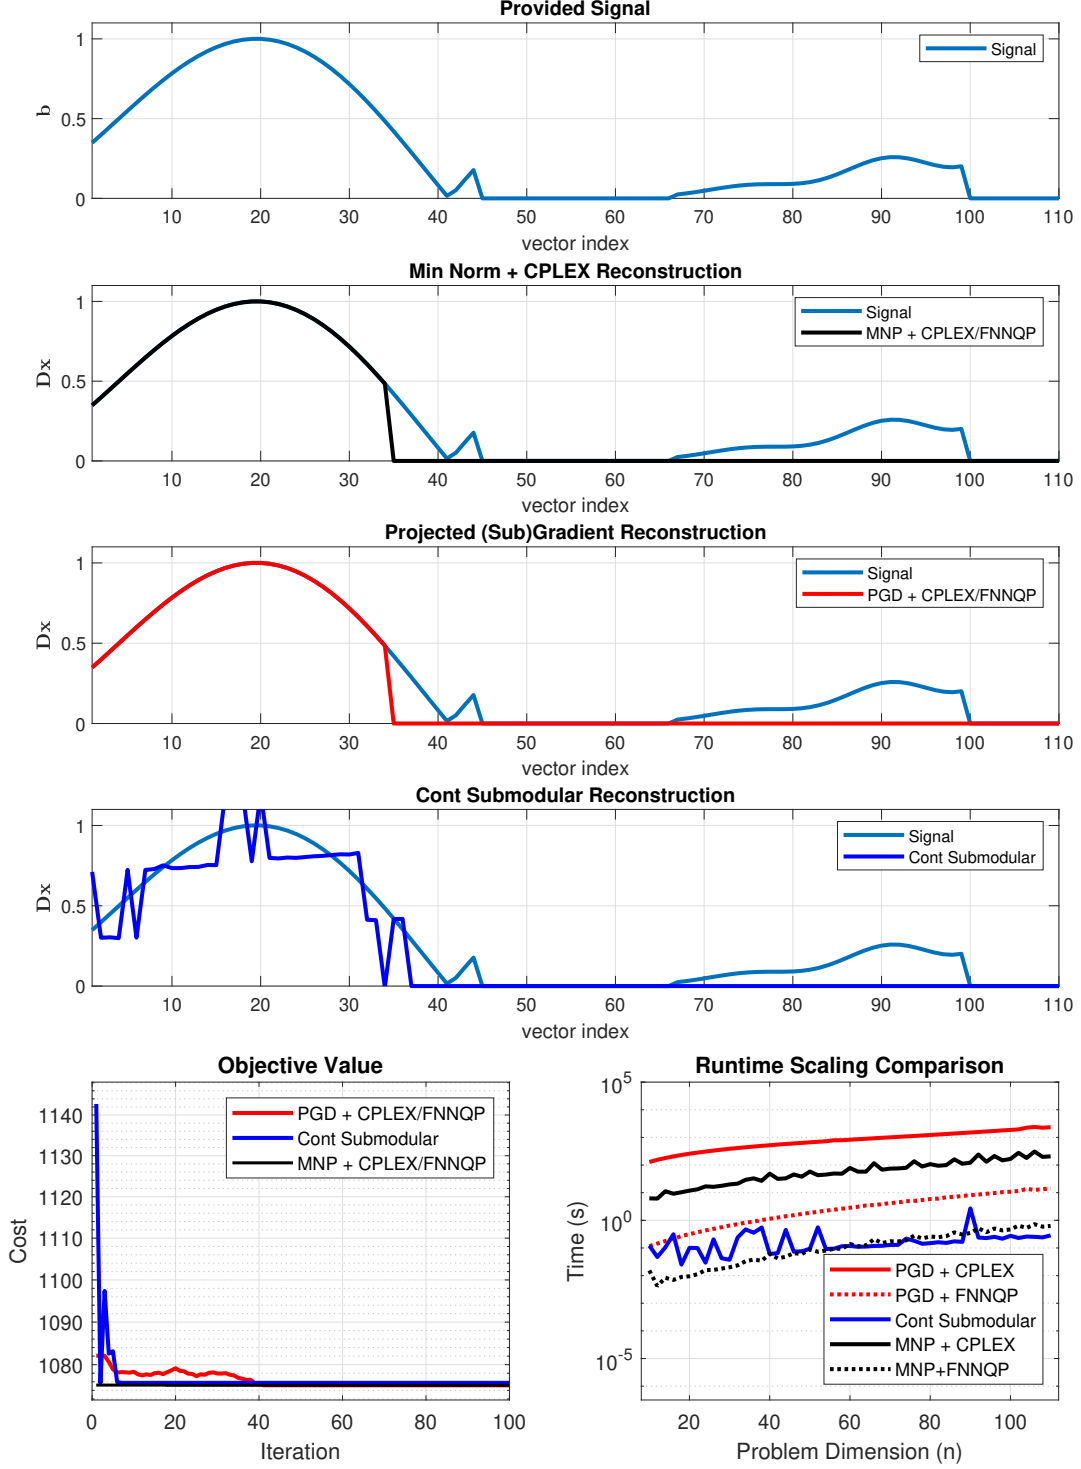 Provided Signal
1
0.5
0
b
Signal
10 20 30 40 50 60 70 80 90 100 110
vector index
Min Norm + CPLEX Reconstruction
1
0.5
0
Dx
Signal
MNP + CPLEX/FNNQP
10 20 30 40 50 60 70 80 90 100 110
vector index
Projected (Sub)Gradient Reconstruction
1
0.5
0
Dx
Signal
PGD + CPLEX/FNNQP
10 20 30 40 50 60 70 80 90 100 110
vector index
Cont Submodular Reconstruction
1
0.5
0
Dx
Signal
Cont Submodular
10 20 30 40 50 60 70 80 90 100 110
vector index
Objective Value
1140
1130
1120
1110
1100
1090
1080
Cost
PGD + CPLEX/FNNQP
Cont Submodular
MNP + CPLEX/FNNQP
0 20 40 60 80 100
Iteration
Runtime Scaling Comparison
10^5
10^0
10^-5
Time (s)
PGD + CPLEX
PGD + FNNQP
Cont Submodular
MNP + CPLEX
MNP+FNNQP
20 40 60 80 100
Problem Dimension (n)